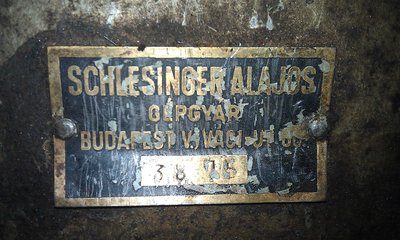 SCHLESINGER ALAJOS
GÉPGYÁR
BUDAPEST V. VÁCI ÚT